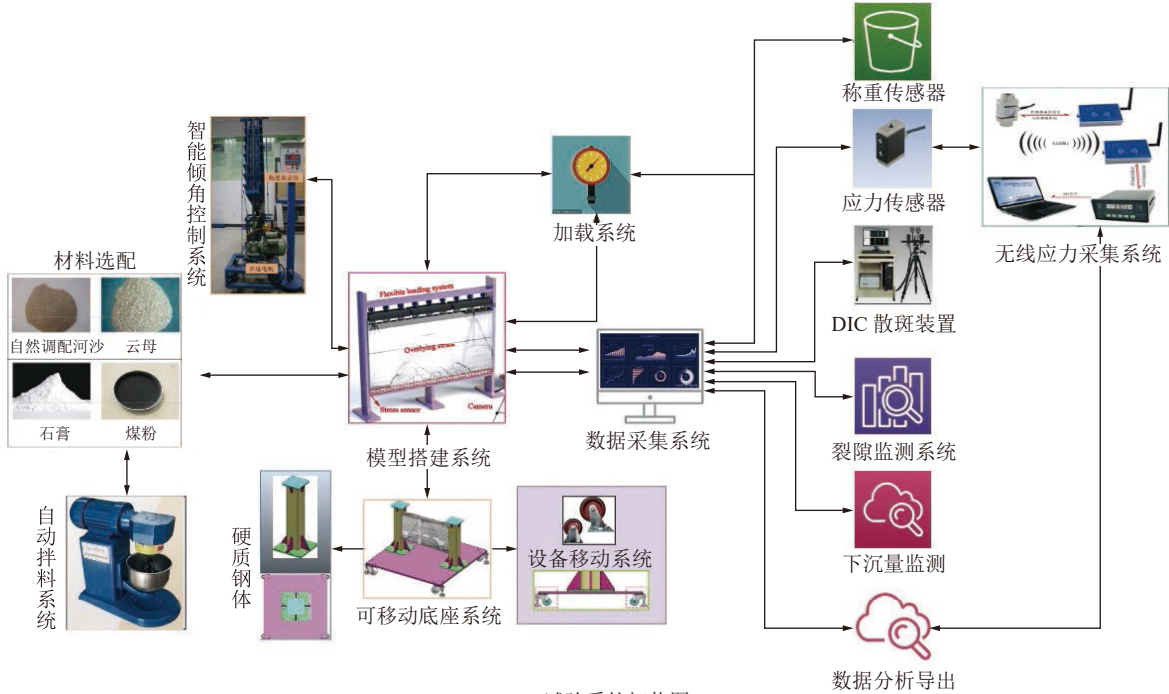 称重传感器
智能倾角控制系统
应力传感器
加载系统
无线应力采集系统
材料选配
自然调配河沙
云母
石膏
煤粉
DIC 散斑装置
Flexible loading system
Stress sensor
Camera
模型搭建系统
数据采集系统
裂隙监测系统
自动拌料系统
硬质钢体
可移动底座系统
设备移动系统
下沉量监测
数据分析导出